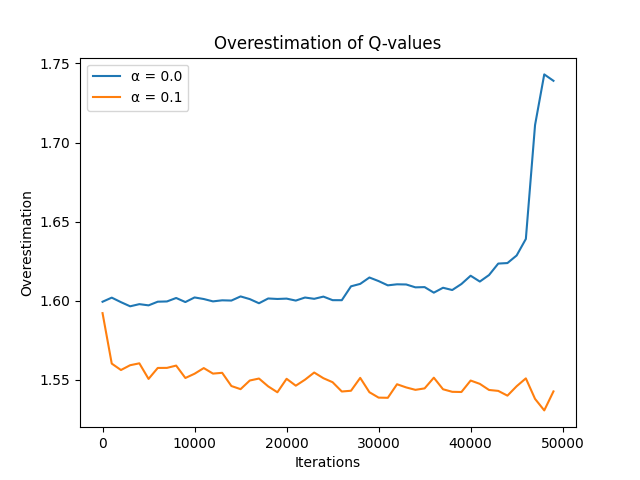 Overestimation of Q-values
α = 0.0
α = 0.1
Overestimation
1.75
1.70
1.65
1.60
1.55
0 10000 20000 30000 40000 50000
Iterations